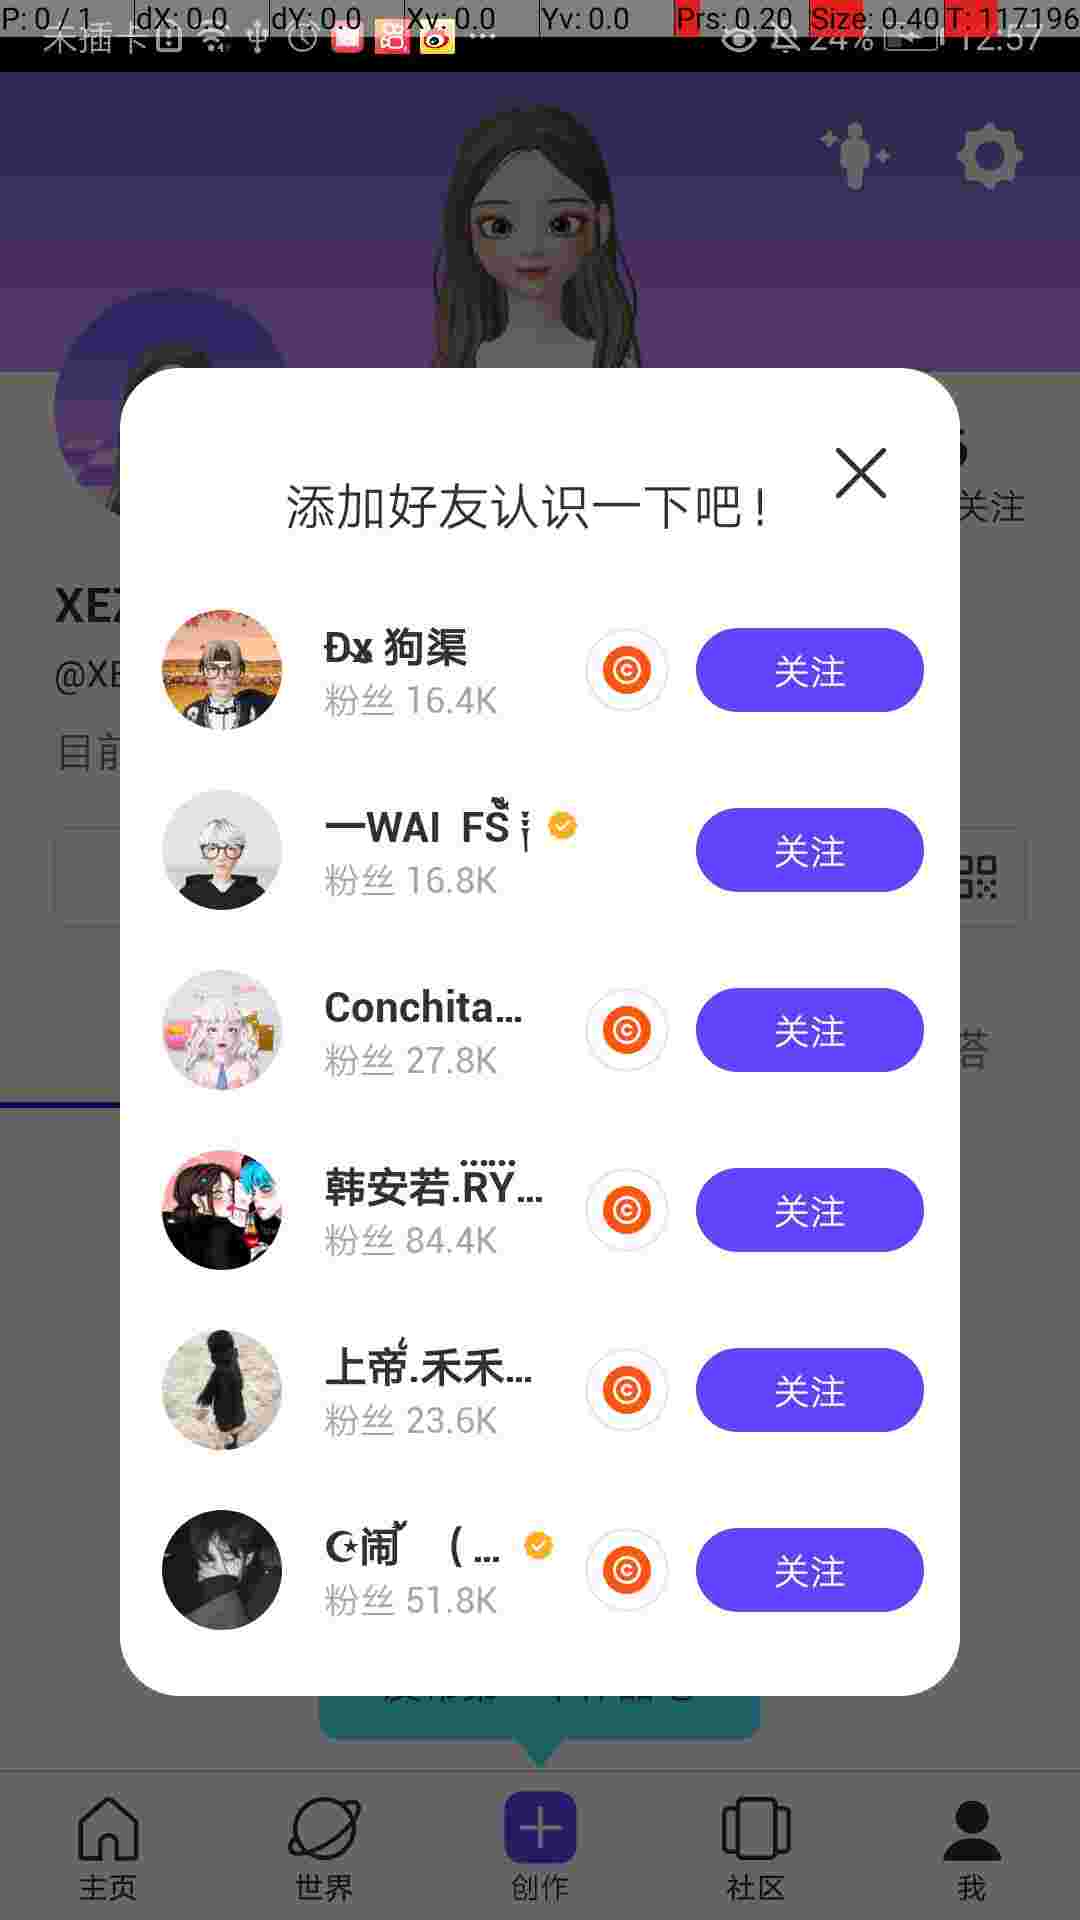 P: 0 / 1 dX: 0.0 dY: 0.0 Xv: 0.0 Yv: 0.0 Prs: 0.20 Size: 0.40 T: 117196
未插卡 24% 12:57
关注
添加好友认识一下吧!
XEZ
@XE
目前
Dx 狗渠
粉丝 16.4K
关注
一WAI FS
粉丝 16.8K
关注
Conchita...
粉丝 27.8K
关注
答
韩安若.RY...
粉丝 84.4K
关注
上帝.禾禾...
粉丝 23.6K
关注
☪闹 ( ...
粉丝 51.8K
关注
主页 世界 创作 社区 我